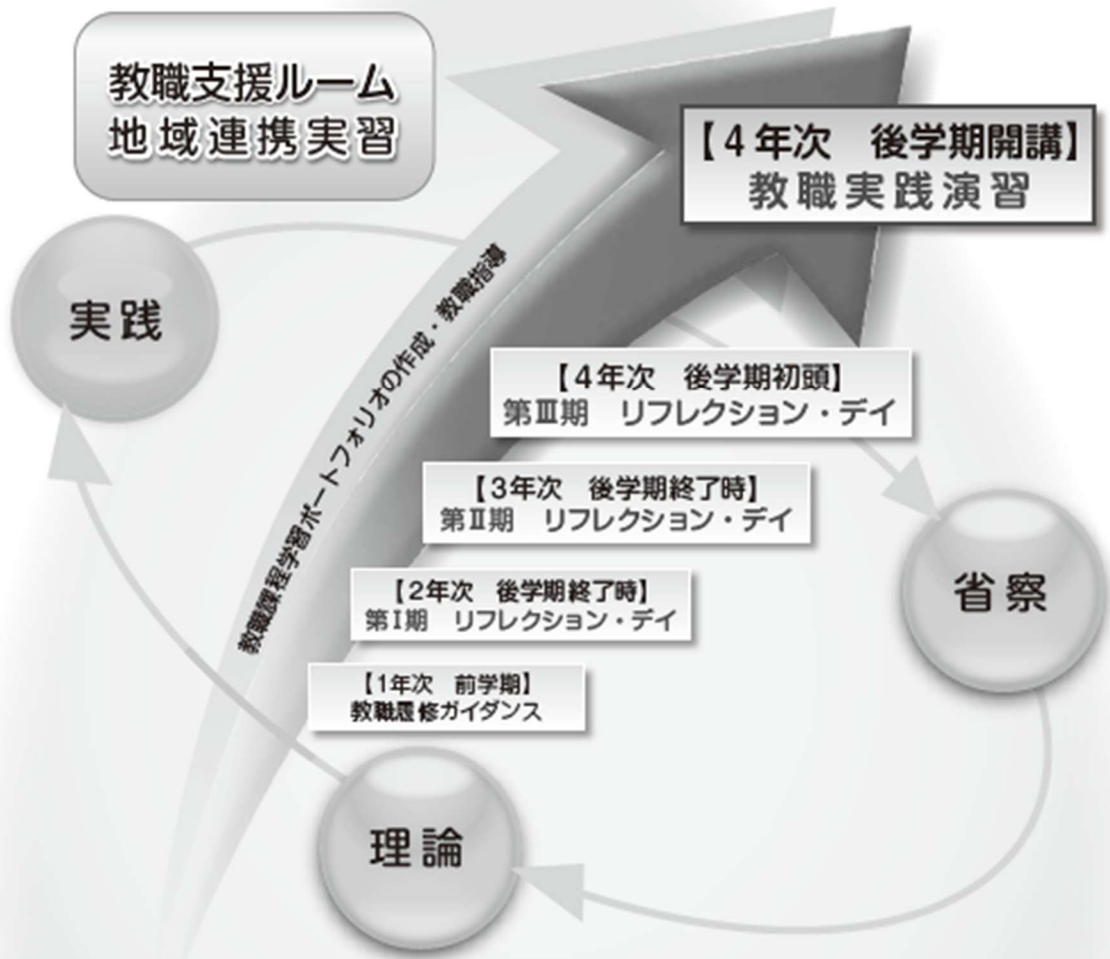 教職支援ルーム
地域連携実習
【4年次　後学期開講】
教職実践演習
実践
教職課程学習ポートフォリオの作成・教職指導
【4年次　後学期初頭】
第Ⅲ期　リフレクション・デイ
【3年次　後学期終了時】
第Ⅱ期　リフレクション・デイ
省察
【2年次　後学期終了時】
第Ⅰ期　リフレクション・デイ
【1年次　前学期】
教職履修ガイダンス
理論